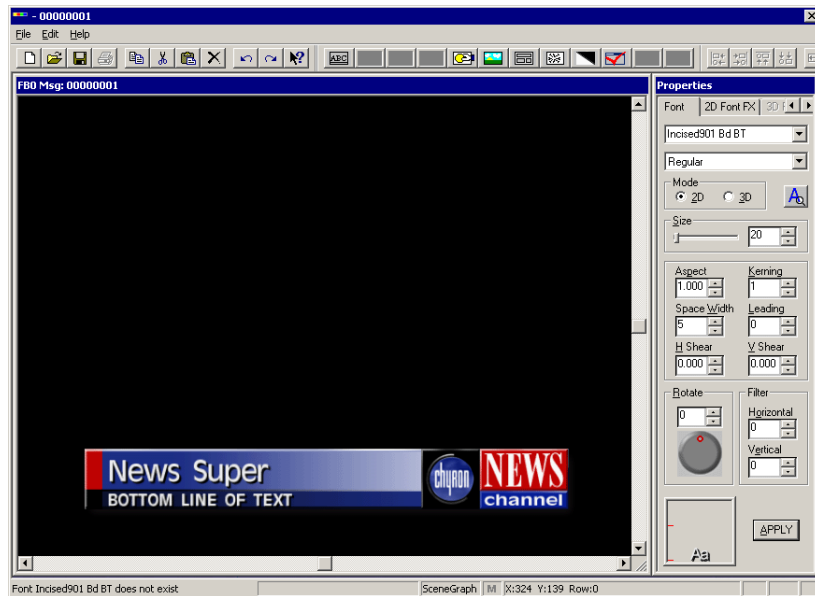 - 00000001
File Edit Help
ABC
FB0 Msg: 00000001
Properties
Font 2D Font FX 3D F
Incised901 Bd BT
Regular
Mode
2D 3D
A
Size
20
Aspect Kerning
1.000 1
Space Width Leading
5 0
H Shear V Shear
0.000 0.000
Rotate Filter
0 Horizontal
0
Vertical
0
News Super
BOTTOM LINE OF TEXT
chyron
NEWS
channel
Aa
APPLY
Font Incised901 Bd BT does not exist SceneGraph M X:324 Y:139 Row:0